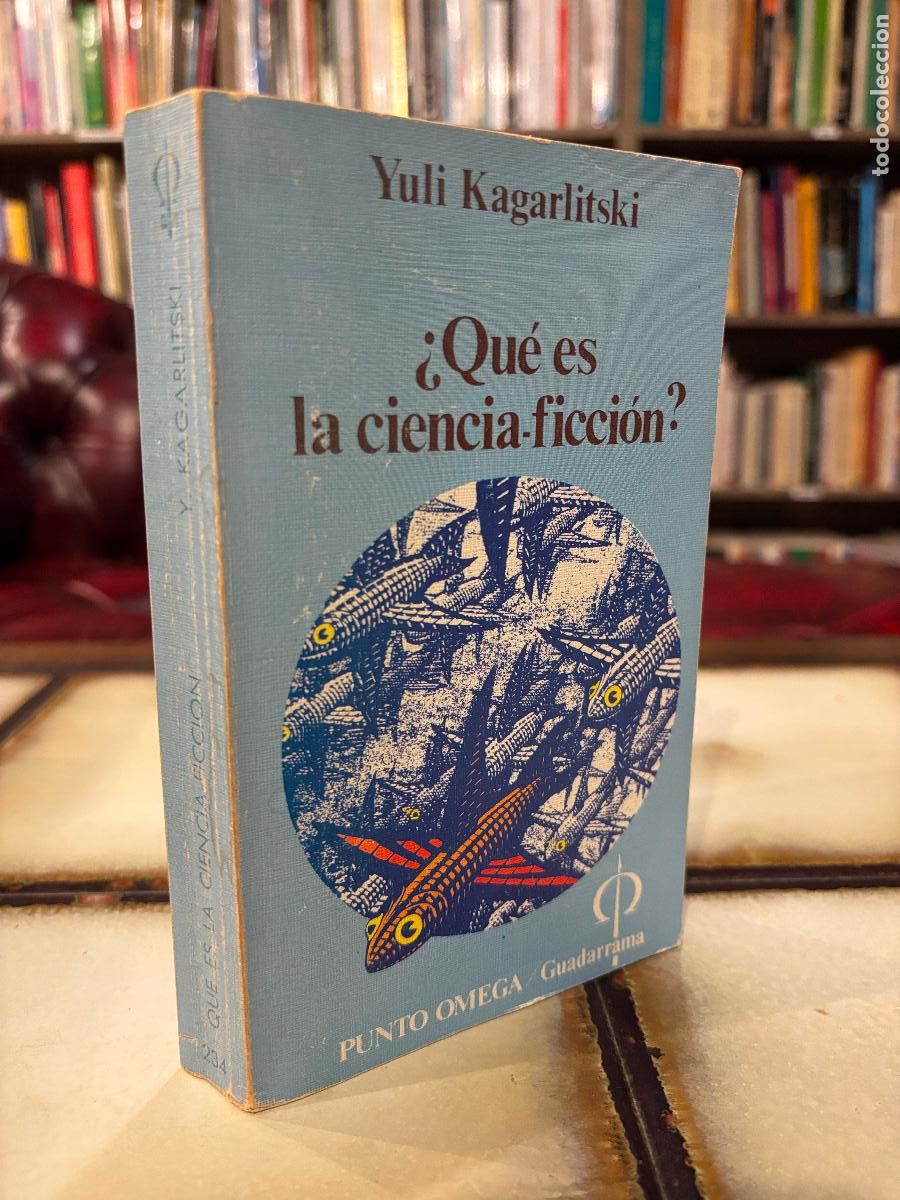 todocoleccion
Yuli Kagarlitski
¿Qué es
la ciencia-ficción?
PUNTO OMEGA / Guadarrama
Y. KAGARLITSKI
QUE ES LA CIENCIA-FICCION
234